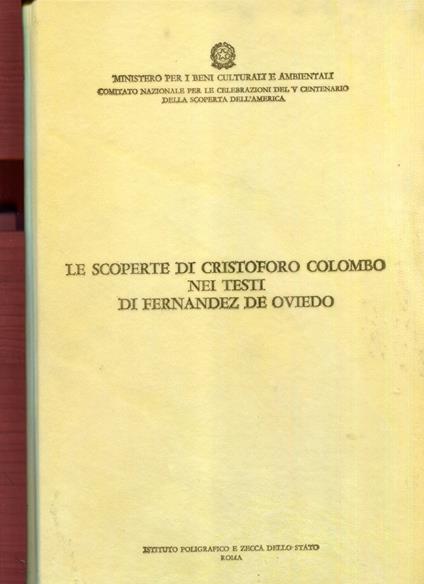 MINISTERO PER I BENI CULTURALI E AMBIENTALI
COMITATO NAZIONALE PER LE CELEBRAZIONI DEL V CENTENARIO
DELLA SCOPERTA DELL'AMERICA
LE SCOPERTE DI CRISTOFORO COLOMBO
NEI TESTI
DI FERNANDEZ DE OVIEDO
ISTITUTO POLIGRAFICO E ZECCA DELLO STATO
ROMA